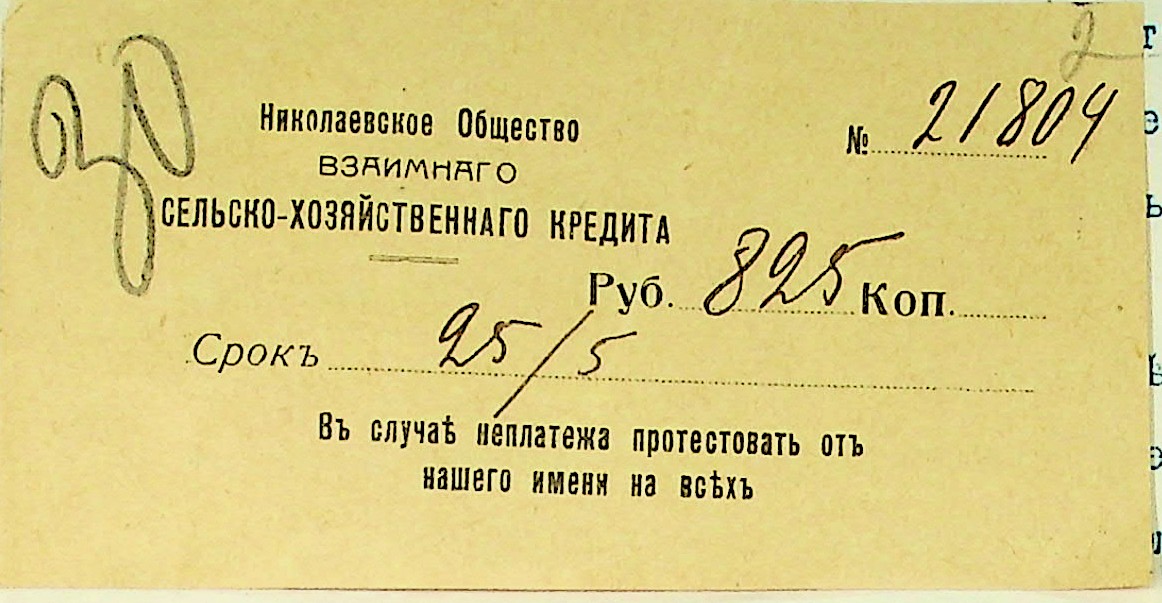 Николаевское Общество
ВЗАИМНАГО
СЕЛЬСКО-ХОЗЯЙСТВЕННАГО КРЕДИТА
№ 21804
Руб. 825 Коп.
Срокъ 25/5
Въ случаѣ неплатежа протестовать отъ
нашего имени на всѣхъ